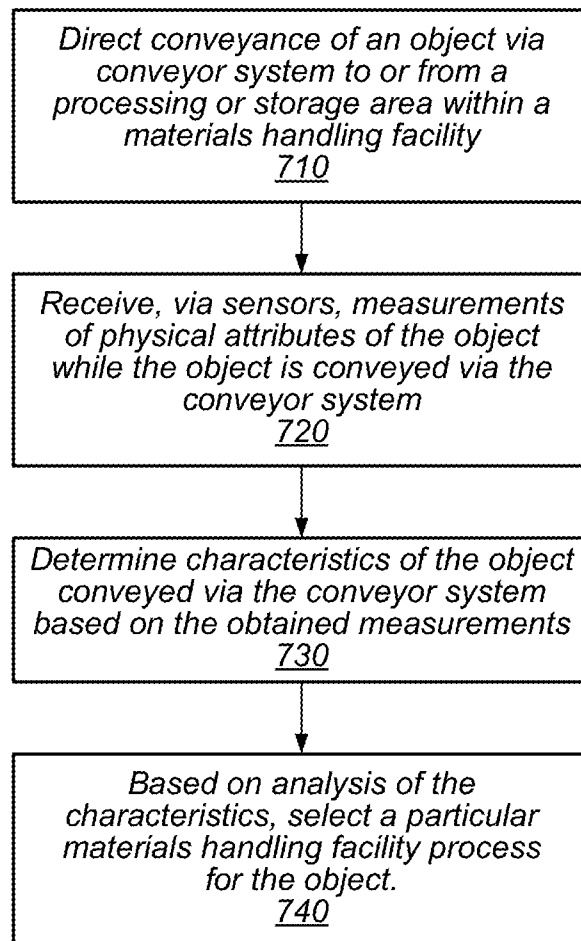 Direct conveyance of an object via
conveyor system to or from a
processing or storage area within a
materials handling facility
710
Receive, via sensors, measurements
of physical attributes of the object
while the object is conveyed via the
conveyor system
720
Determine characteristics of the object
conveyed via the conveyor system
based on the obtained measurements
730
Based on analysis of the
characteristics, select a particular
materials handling facility process
for the object.
740